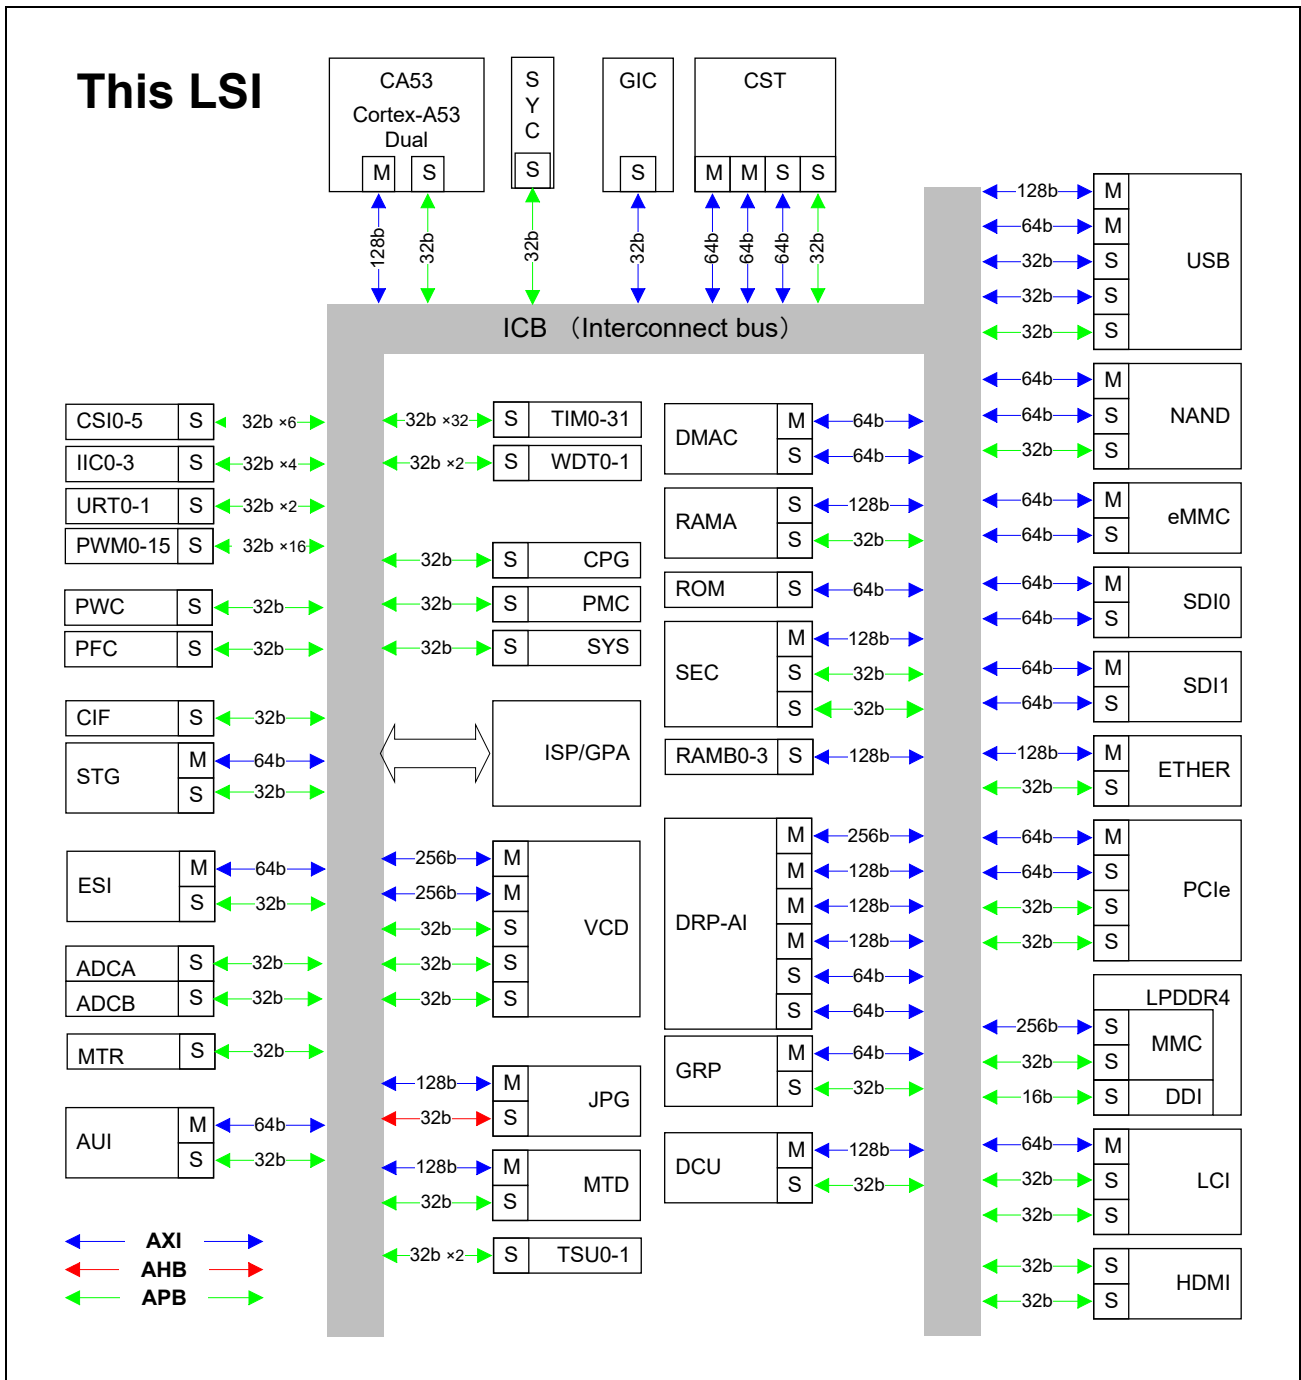 This LSI
CA53
Cortex-A53
Dual
M S
128b 32b
S
Y
C
S
32b
GIC
S
32b
CST
M M S S
64b 64b 64b 32b
ICB （Interconnect bus）
CSI0-5 S 32b ×6
IIC0-3 S 32b ×4
URT0-1 S 32b ×2
PWM0-15 S 32b ×16
PWC S 32b
PFC S 32b
CIF S 32b
STG
M 64b
S 32b
ESI
M 64b
S 32b
ADCA S 32b
ADCB S 32b
MTR S 32b
AUI
M 64b
S 32b
AXI
AHB
APB
32b ×32 S TIM0-31
32b ×2 S WDT0-1
32b S CPG
32b S PMC
32b S SYS
ISP/GPA
256b M
256b M
32b S VCD
32b S
32b S
128b M
JPG
32b S
128b M
MTD
32b S
32b ×2 S TSU0-1
DMAC
M 64b
S 64b
RAMA
S 128b
S 32b
ROM S 64b
SEC
M 128b
S 32b
S 32b
RAMB0-3 S 128b
DRP-AI
M 256b
M 128b
M 128b
M 128b
S 64b
S 64b
GRP
M 64b
S 32b
DCU
M 128b
S 32b
128b M
64b M
32b S USB
32b S
32b S
64b M
64b S NAND
32b S
64b M
eMMC
64b S
64b M
SDI0
64b S
64b M
SDI1
64b S
128b M
ETHER
32b S
64b M
64b S
PCIe
32b S
32b S
LPDDR4
256b S
MMC
32b S
16b S DDI
64b M
32b S LCI
32b S
32b S
HDMI
32b S